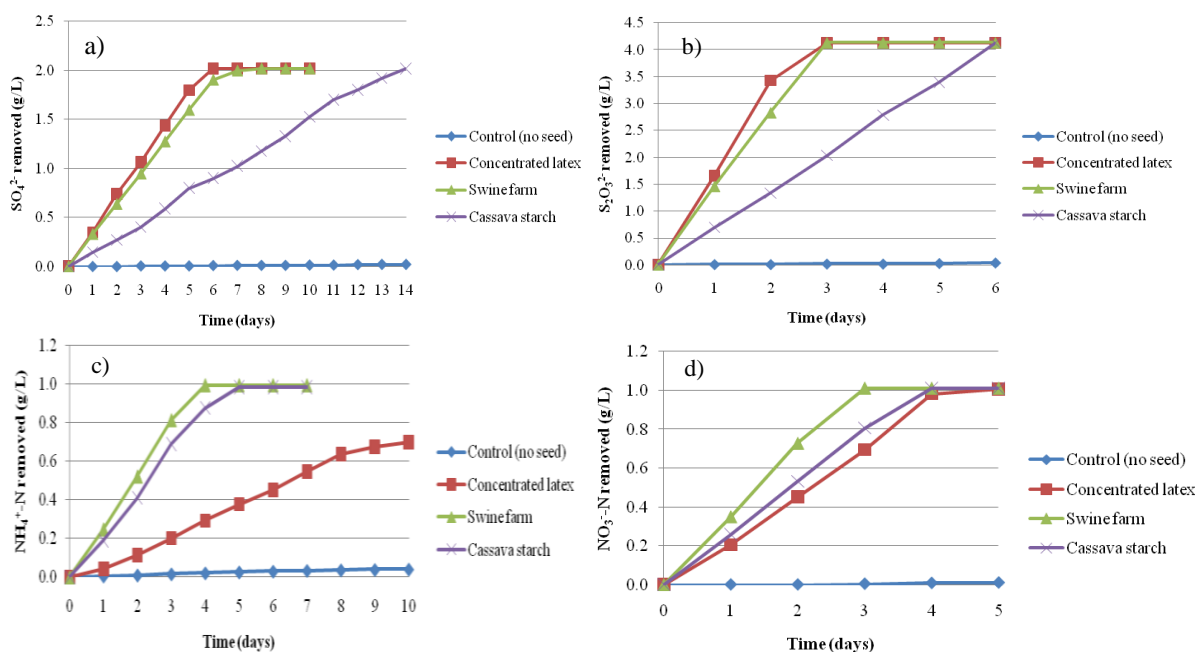 a)
SO₄²⁻ removed (g/L)
2.5
2.0
1.5
1.0
0.5
0.0
0 1 2 3 4 5 6 7 8 9 10 11 12 13 14
Time (days)
Control (no seed)
Concentrated latex
Swine farm
Cassava starch
b)
S₂O₃²⁻ removed (g/L)
4.5
4.0
3.5
3.0
2.5
2.0
1.5
1.0
0.5
0.0
0 1 2 3 4 5 6
Time (days)
Control (no seed)
Concentrated latex
Swine farm
Cassava starch
c)
NH₄⁺-N removed (g/L)
1.2
1.0
0.8
0.6
0.4
0.2
0.0
0 1 2 3 4 5 6 7 8 9 10
Time (days)
Control (no seed)
Concentrated latex
Swine farm
Cassava starch
d)
NO₃⁻-N removed (g/L)
1.2
1.0
0.8
0.6
0.4
0.2
0.0
0 1 2 3 4 5
Time (days)
Control (no seed)
Concentrated latex
Swine farm
Cassava starch